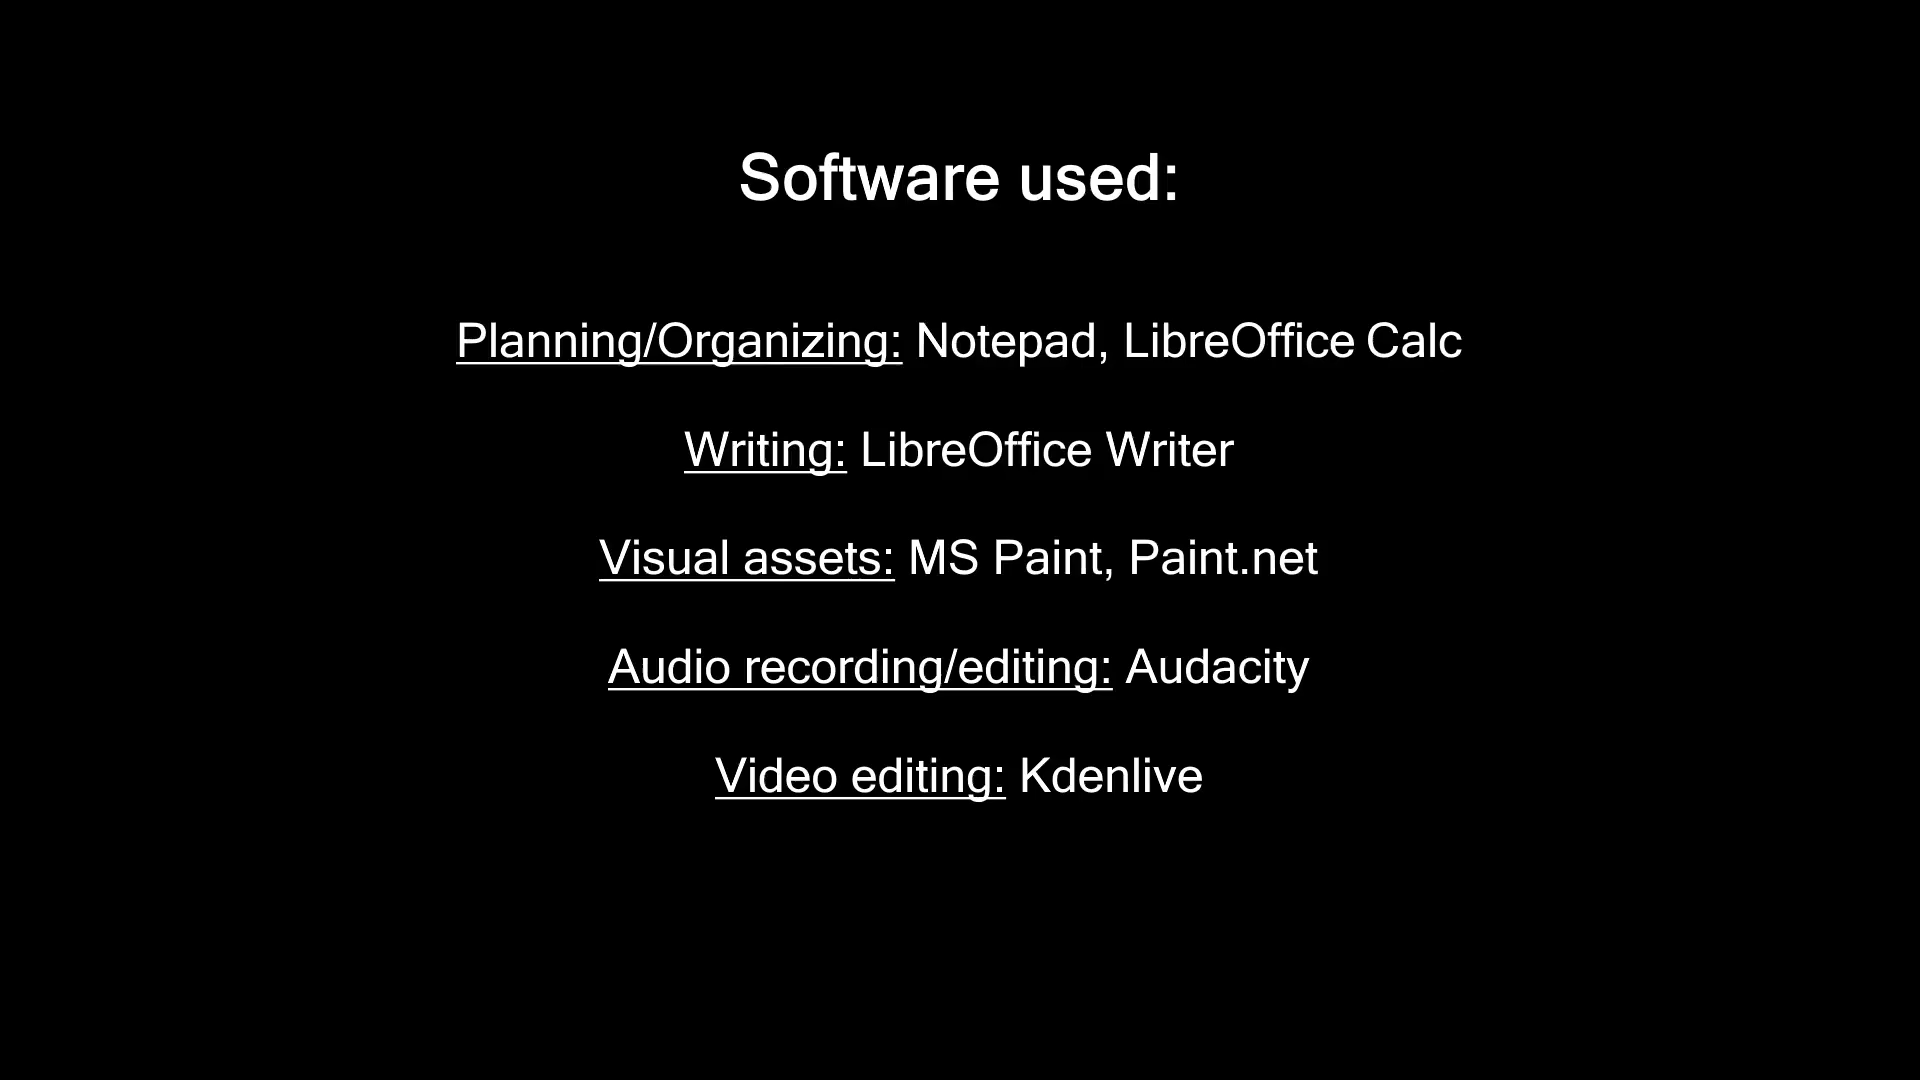 Software used:
Planning/Organizing: Notepad, LibreOffice Calc
Writing: LibreOffice Writer
Visual assets: MS Paint, Paint.net
Audio recording/editing: Audacity
Video editing: Kdenlive